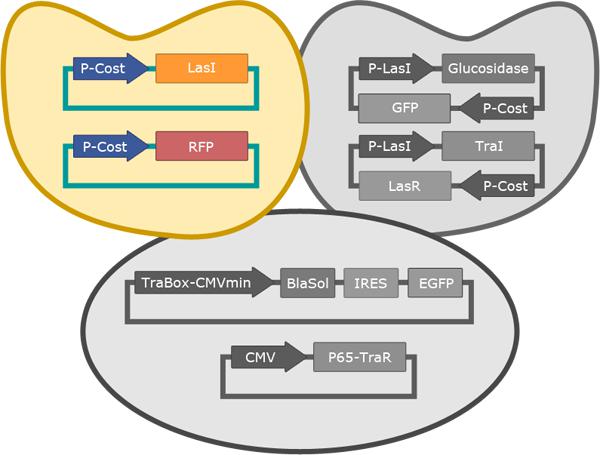 P-Cost LasI
P-Cost RFP
P-LasI Glucosidase
GFP P-Cost
P-LasI TraI
LasR P-Cost
TraBox-CMVmin BlaSol IRES EGFP
CMV P65-TraR